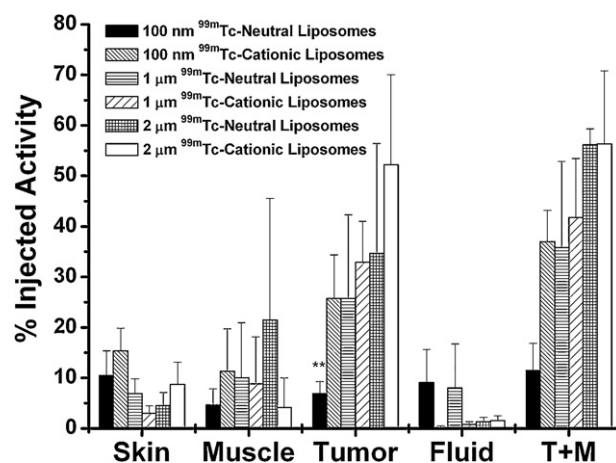 % Injected Activity
80
70
60
50
40
30
20
10
0
100 nm ⁹⁹ᵐTc-Neutral Liposomes
100 nm ⁹⁹ᵐTc-Cationic Liposomes
1 μm ⁹⁹ᵐTc-Neutral Liposomes
1 μm ⁹⁹ᵐTc-Cationic Liposomes
2 μm ⁹⁹ᵐTc-Neutral Liposomes
2 μm ⁹⁹ᵐTc-Cationic Liposomes
**
Skin Muscle Tumor Fluid T+M